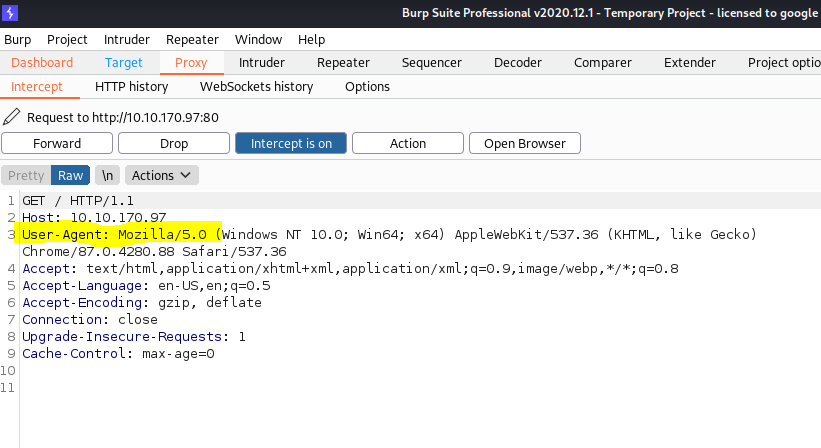 Burp Suite Professional v2020.12.1 - Temporary Project - licensed to google
Burp Project Intruder Repeater Window Help
Dashboard Target Proxy Intruder Repeater Sequencer Decoder Comparer Extender Project optio
Intercept HTTP history WebSockets history Options
Request to http://10.10.170.97:80
Forward Drop Intercept is on Action Open Browser
Pretty Raw \n Actions
1 GET / HTTP/1.1
2 Host: 10.10.170.97
3 User-Agent: Mozilla/5.0 (Windows NT 10.0; Win64; x64) AppleWebKit/537.36 (KHTML, like Gecko)
Chrome/87.0.4280.88 Safari/537.36
4 Accept: text/html,application/xhtml+xml,application/xml;q=0.9,image/webp,*/*;q=0.8
5 Accept-Language: en-US,en;q=0.5
6 Accept-Encoding: gzip, deflate
7 Connection: close
8 Upgrade-Insecure-Requests: 1
9 Cache-Control: max-age=0
10
11